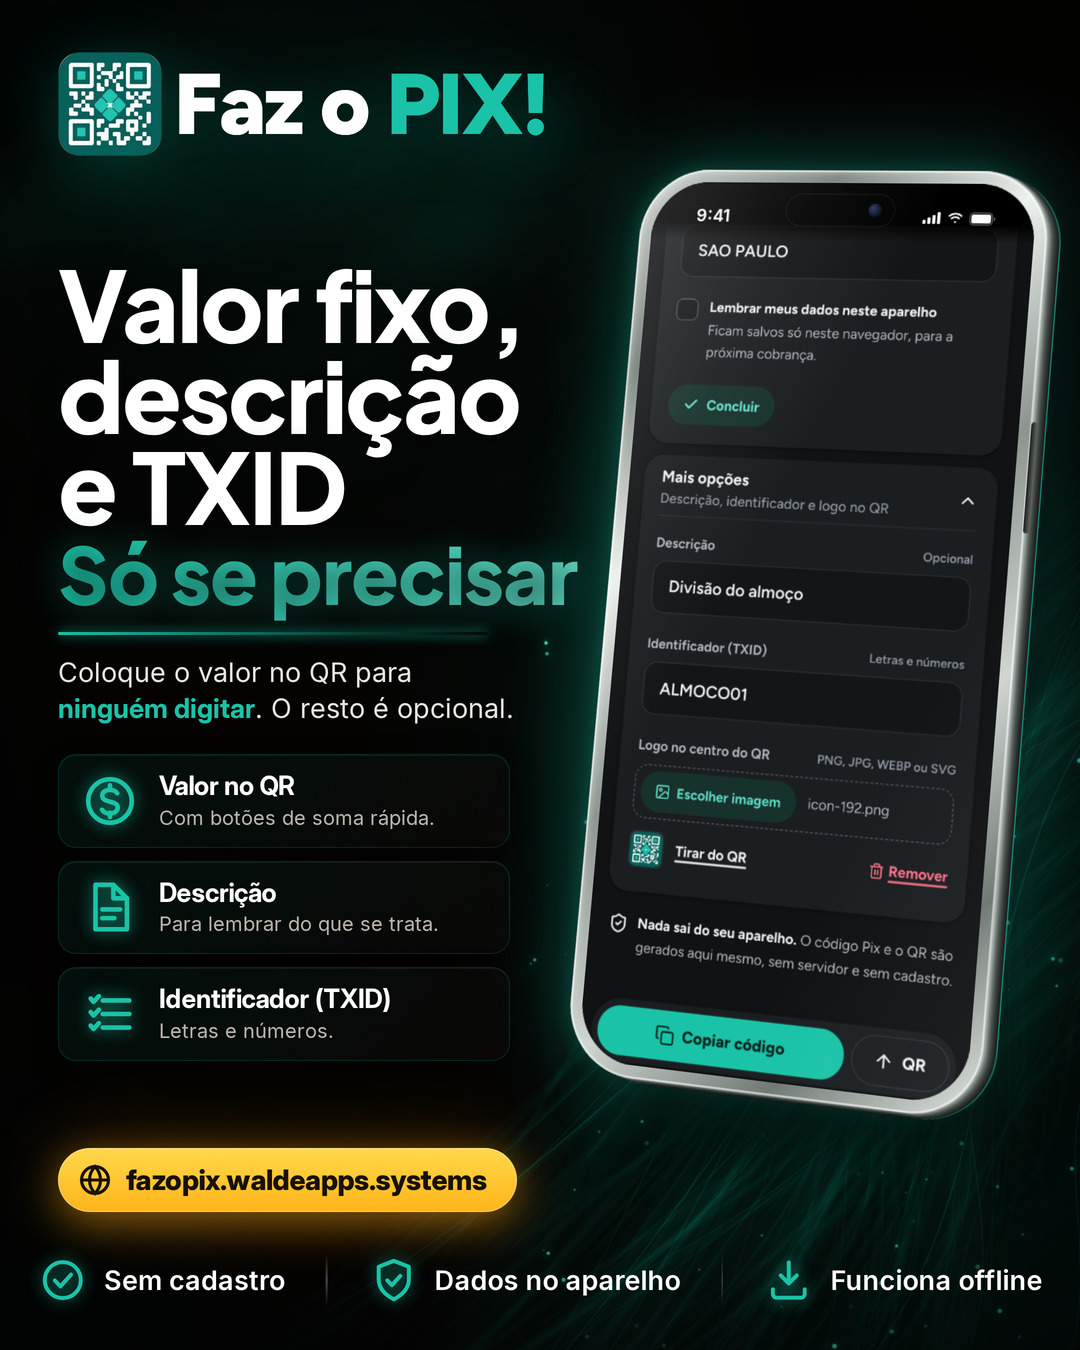 Faz o PIX!
Valor fixo,
descrição
e TXID
Só se precisar
Coloque o valor no QR para
ninguém digitar. O resto é opcional.
Valor no QR
Com botões de soma rápida.
Descrição
Para lembrar do que se trata.
Identificador (TXID)
Letras e números.
fazopix.waldeapps.systems
9:41
SAO PAULO
Lembrar meus dados neste aparelho
Ficam salvos só neste navegador, para a
próxima cobrança.
Concluir
Mais opções
Descrição, identificador e logo no QR
Descrição Opcional
Divisão do almoço
Identificador (TXID) Letras e números
ALMOCO01
Logo no centro do QR PNG, JPG, WEBP ou SVG
Escolher imagem icon-192.png
Tirar do QR Remover
Nada sai do seu aparelho. O código Pix e o QR são
gerados aqui mesmo, sem servidor e sem cadastro.
Copiar código QR
Sem cadastro Dados no aparelho Funciona offline